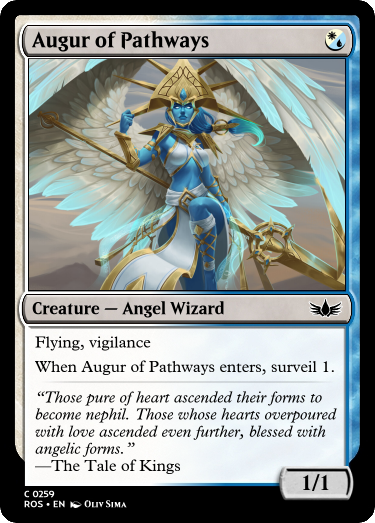 Augur of Pathways
Creature — Angel Wizard
Flying, vigilance
When Augur of Pathways enters, surveil 1.
“Those pure of heart ascended their forms to
become nephil. Those whose hearts overpoured
with love ascended even further, blessed with
angelic forms.”
—The Tale of Kings
1/1
C 0259
ROS • EN Oliv Sima